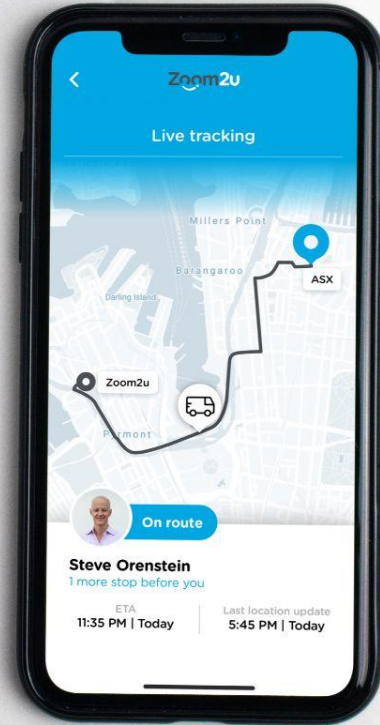 Zoom2u
Live tracking
Millers Point
Barangaroo
ASX
Darling Island
Zoom2u
Pyrmont
On route
Steve Orenstein
1 more stop before you
ETA
Last location update
11:35 PM | Today
5:45 PM | Today